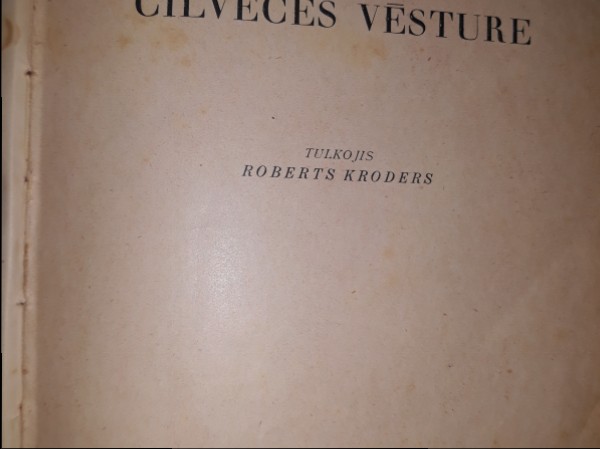 CILVĒCES VĒSTURE
TULKOJIS
ROBERTS KRODERS